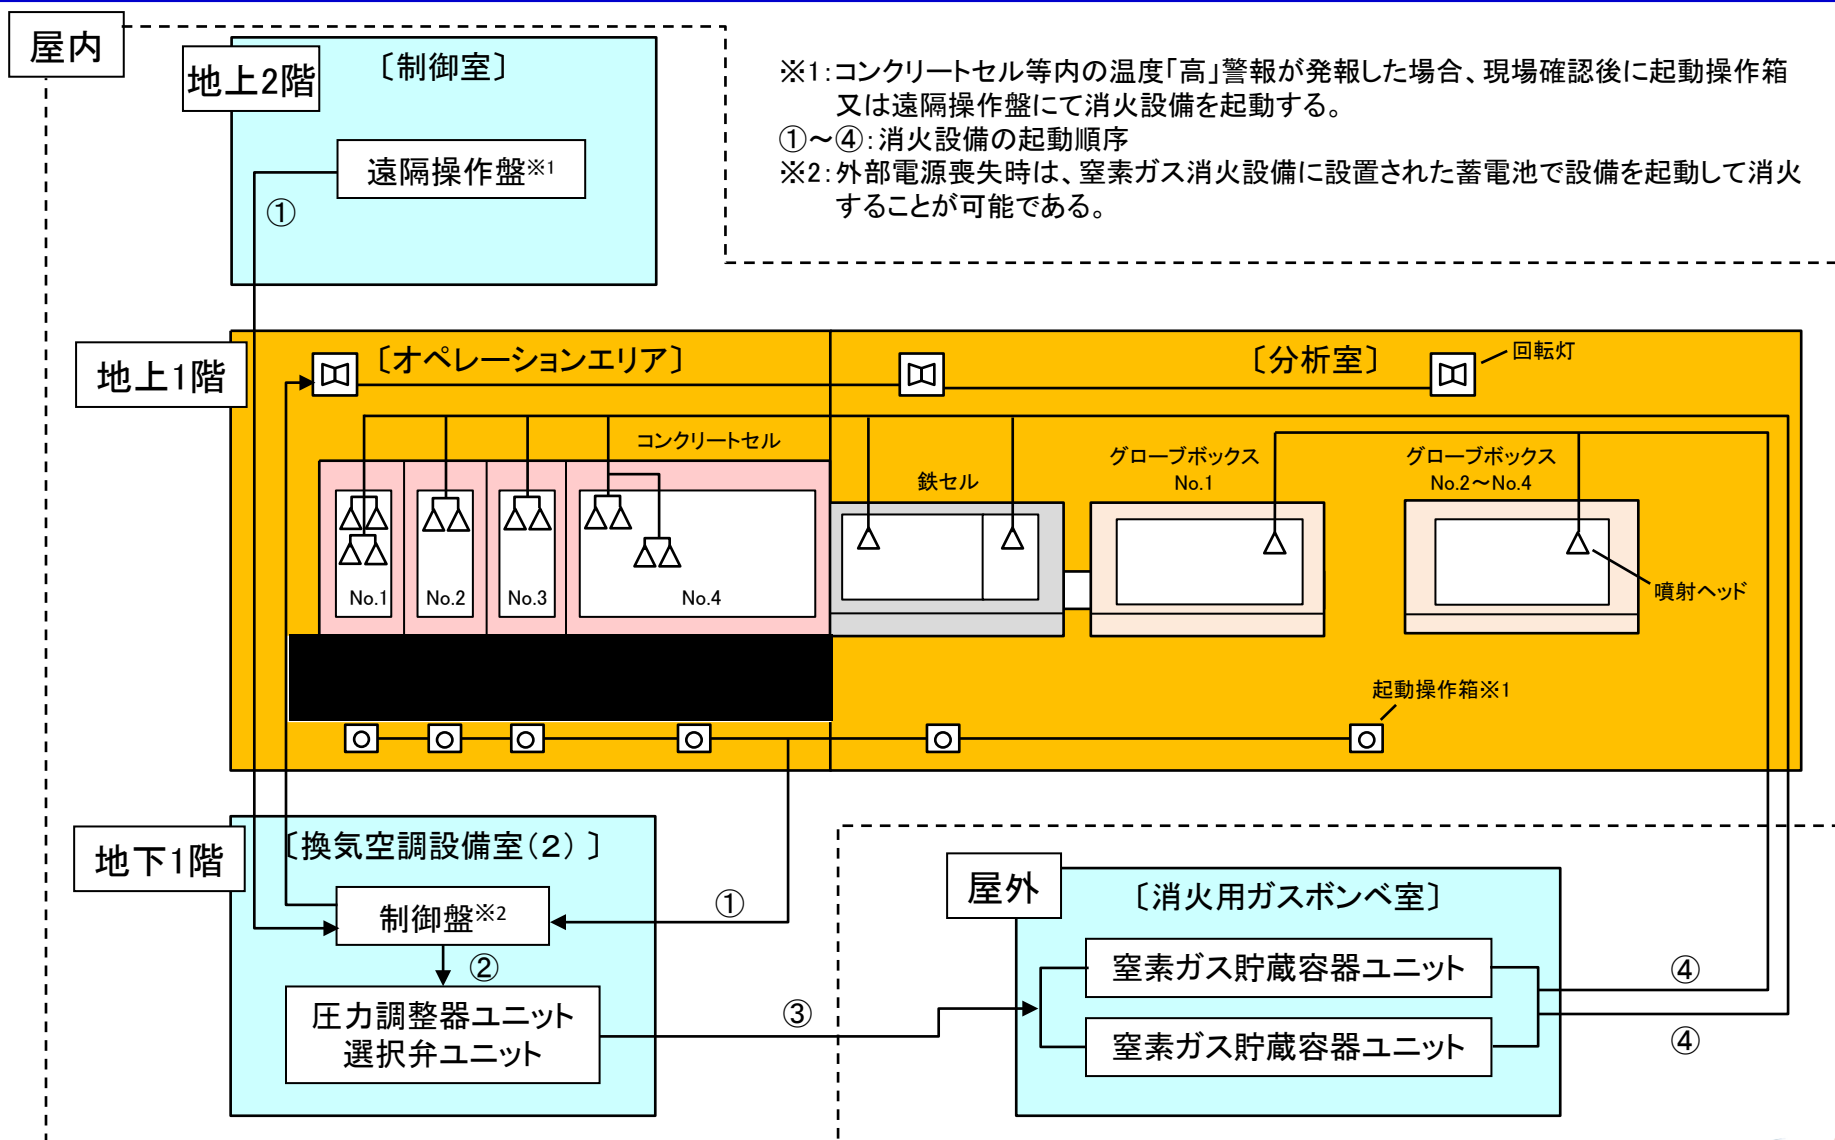 屋内
地上2階
〔制御室〕
遠隔操作盤※1
①
※1:コンクリートセル等内の温度「高」警報が発報した場合、現場確認後に起動操作箱
又は遠隔操作盤にて消火設備を起動する。
①～④:消火設備の起動順序
※2:外部電源喪失時は、窒素ガス消火設備に設置された蓄電池で設備を起動して消火
することが可能である。
地上1階
〔オペレーションエリア〕
〔分析室〕
回転灯
コンクリートセル
鉄セル
グローブボックス
No.1
グローブボックス
No.2～No.4
No.1
No.2
No.3
No.4
噴射ヘッド
起動操作箱※1
地下1階
〔換気空調設備室(2)〕
制御盤※2
①
②
圧力調整器ユニット
選択弁ユニット
③
屋外
〔消火用ガスボンベ室〕
窒素ガス貯蔵容器ユニット
窒素ガス貯蔵容器ユニット
④
④